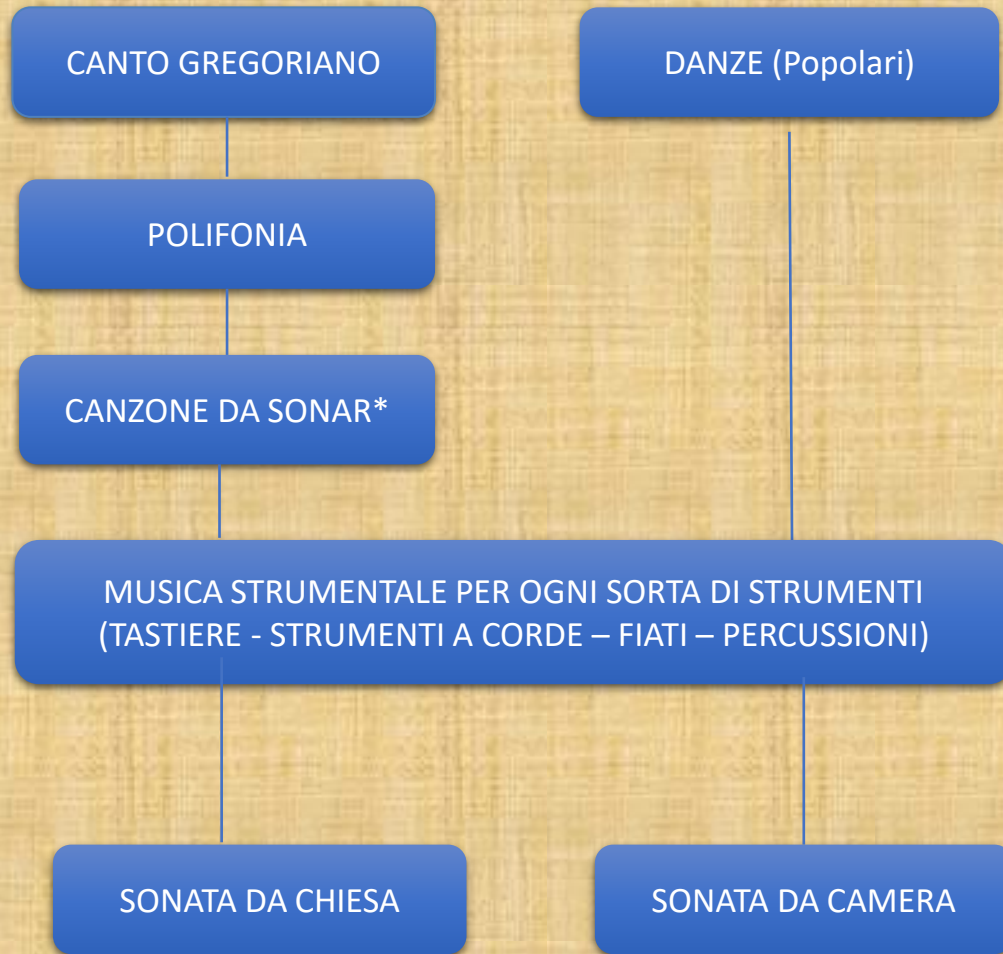 CANTO GREGORIANO
DANZE (Popolari)
POLIFONIA
CANZONE DA SONAR*
MUSICA STRUMENTALE PER OGNI SORTA DI STRUMENTI
(TASTIERE - STRUMENTI A CORDE – FIATI – PERCUSSIONI)
SONATA DA CHIESA
SONATA DA CAMERA